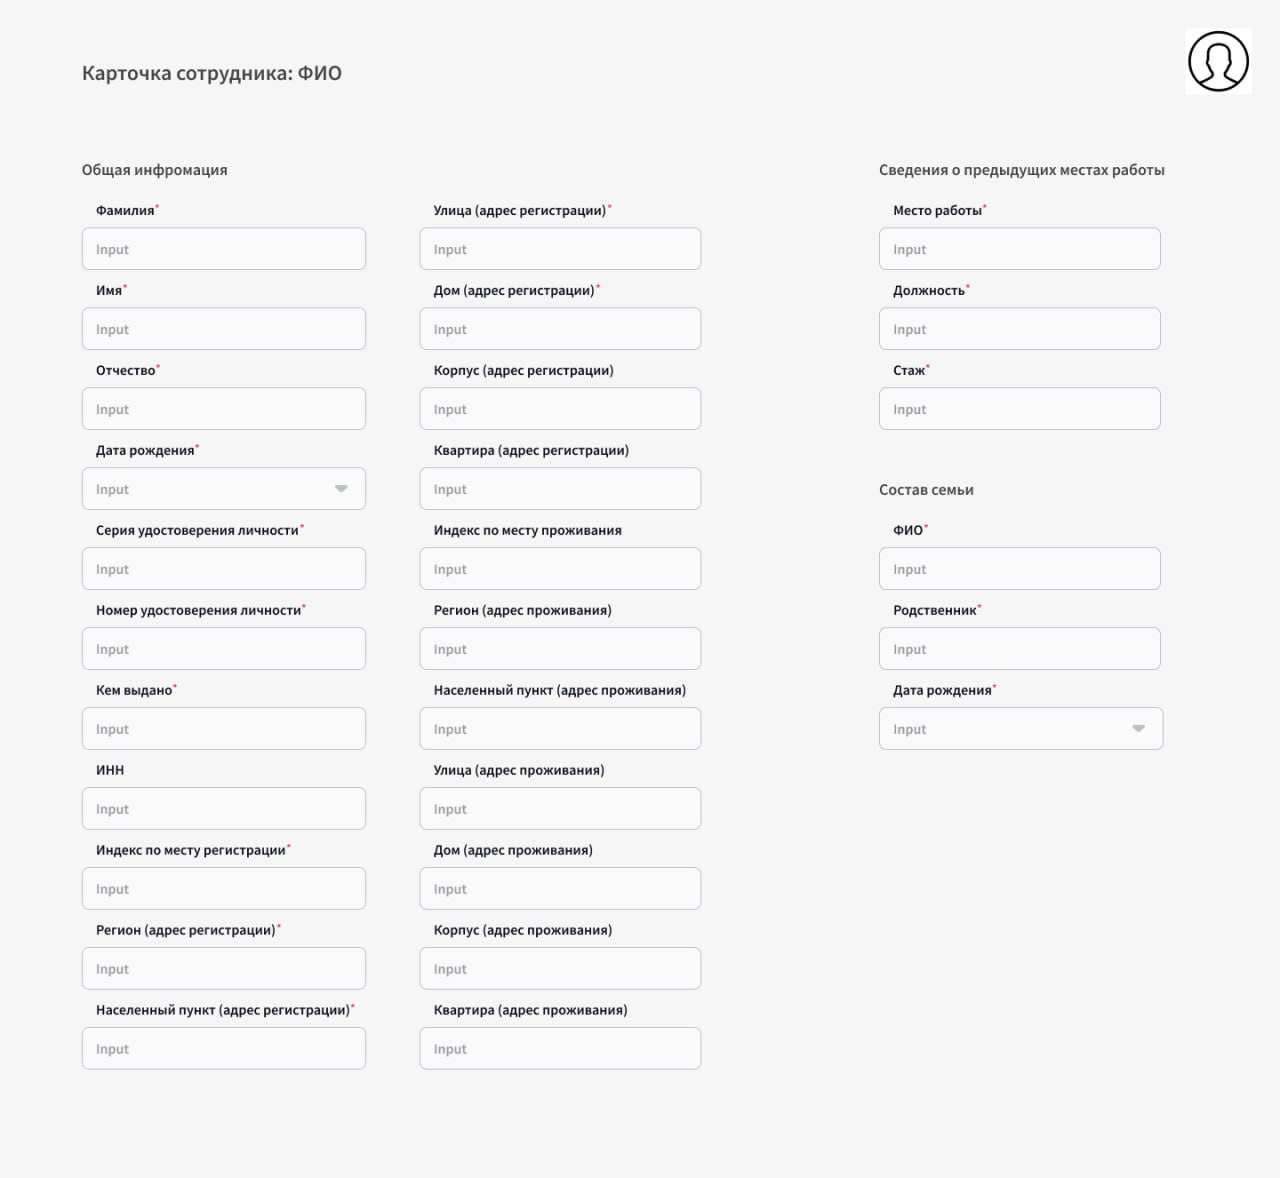 Карточка сотрудника: ФИО
Общая инфромация
Фамилия*
Input
Имя*
Input
Отчество*
Input
Дата рождения*
Input
Серия удостоверения личности*
Input
Номер удостоверения личности*
Input
Кем выдано*
Input
ИНН
Input
Индекс по месту регистрации*
Input
Регион (адрес регистрации)*
Input
Населенный пункт (адрес регистрации)*
Input
Улица (адрес регистрации)*
Input
Дом (адрес регистрации)*
Input
Корпус (адрес регистрации)
Input
Квартира (адрес регистрации)
Input
Индекс по месту проживания
Input
Регион (адрес проживания)
Input
Населенный пункт (адрес проживания)
Input
Улица (адрес проживания)
Input
Дом (адрес проживания)
Input
Корпус (адрес проживания)
Input
Квартира (адрес проживания)
Input
Сведения о предыдущих местах работы
Место работы*
Input
Должность*
Input
Стаж*
Input
Состав семьи
ФИО*
Input
Родственник*
Input
Дата рождения*
Input